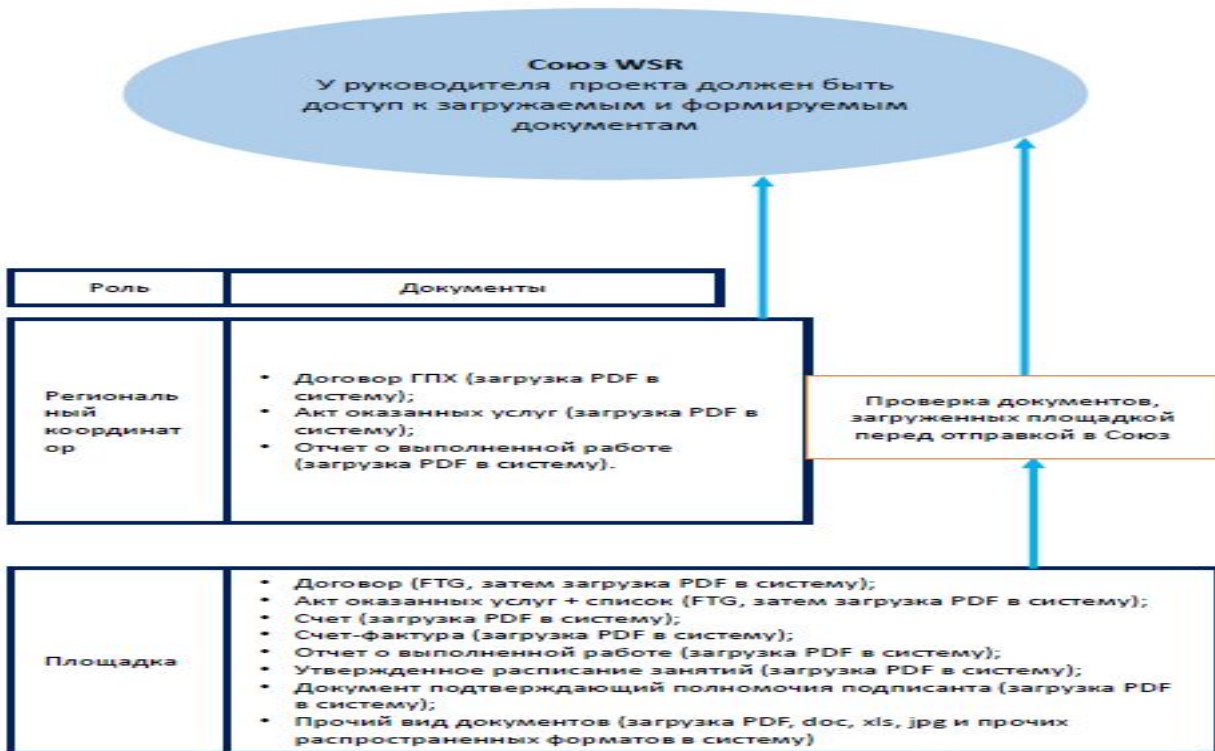 Союз WSR
У руководителя проекта должен быть
доступ к загружаемым и формируемым
документам
Роль
Документы
Региональ
ный
координат
ор
• Договор ГПХ (загрузка PDF в
систему);
• Акт оказанных услуг (загрузка PDF в
систему);
• Отчет о выполненной работе
(загрузка PDF в систему).
Проверка документов,
загруженных площадкой
перед отправкой в Союз
Площадка
• Договор (FTG, затем загрузка PDF в систему);
• Акт оказанных услуг + список (FTG, затем загрузка PDF в систему);
• Счет (загрузка PDF в систему);
• Счет-фактура (загрузка PDF в систему);
• Отчет о выполненной работе (загрузка PDF в систему);
• Утвержденное расписание занятий (загрузка PDF в систему);
• Документ подтверждающий полномочия подписанта (загрузка PDF
в систему);
• Прочий вид документов (загрузка PDF, doc, xls, jpg и прочих
распространенных форматов в систему)